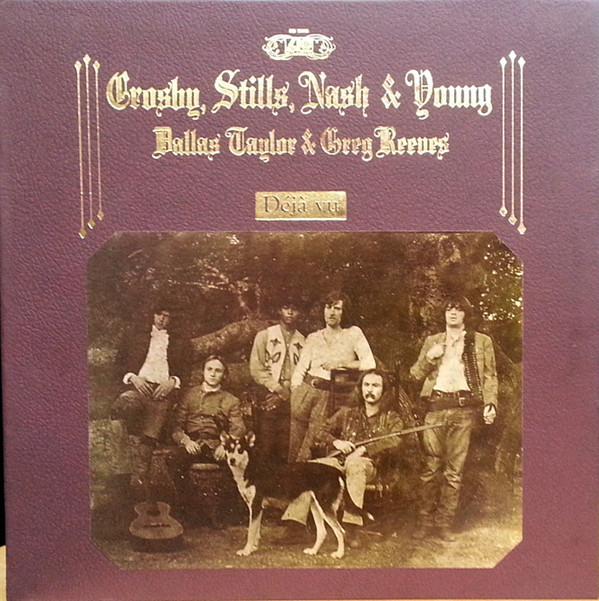 Crosby, Stills, Nash & Young
Dallas Taylor & Greg Reeves
Déjà vu